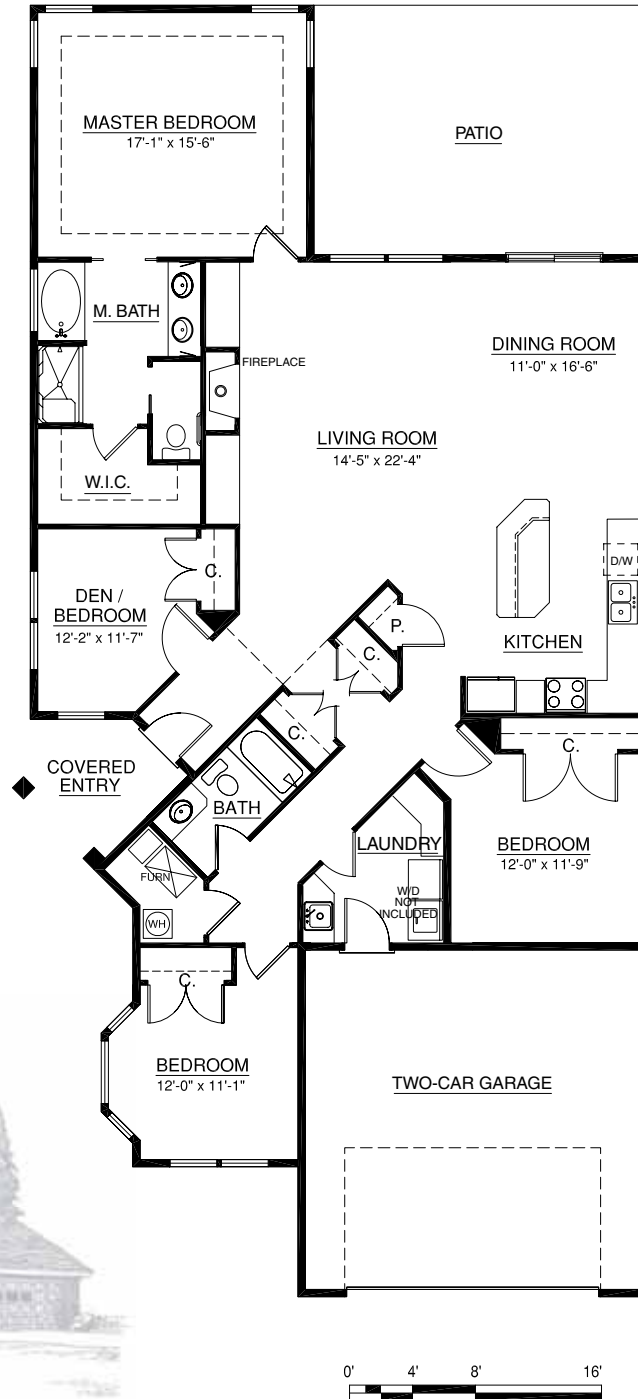 MASTER BEDROOM
17'-1" x 15'-6"
PATIO
M. BATH
DINING ROOM
11'-0" x 16'-6"
FIREPLACE
LIVING ROOM
14'-5" x 22'-4"
W.I.C.
D/W
C.
DEN /
BEDROOM
12'-2" x 11'-7"
P.
KITCHEN
C.
C.
C.
COVERED
ENTRY
BATH
LAUNDRY
BEDROOM
12'-0" x 11'-9"
FURN
W/D
NOT
INCLUDED
WH
C.
BEDROOM
12'-0" x 11'-1"
TWO-CAR GARAGE
0' 4' 8' 16'